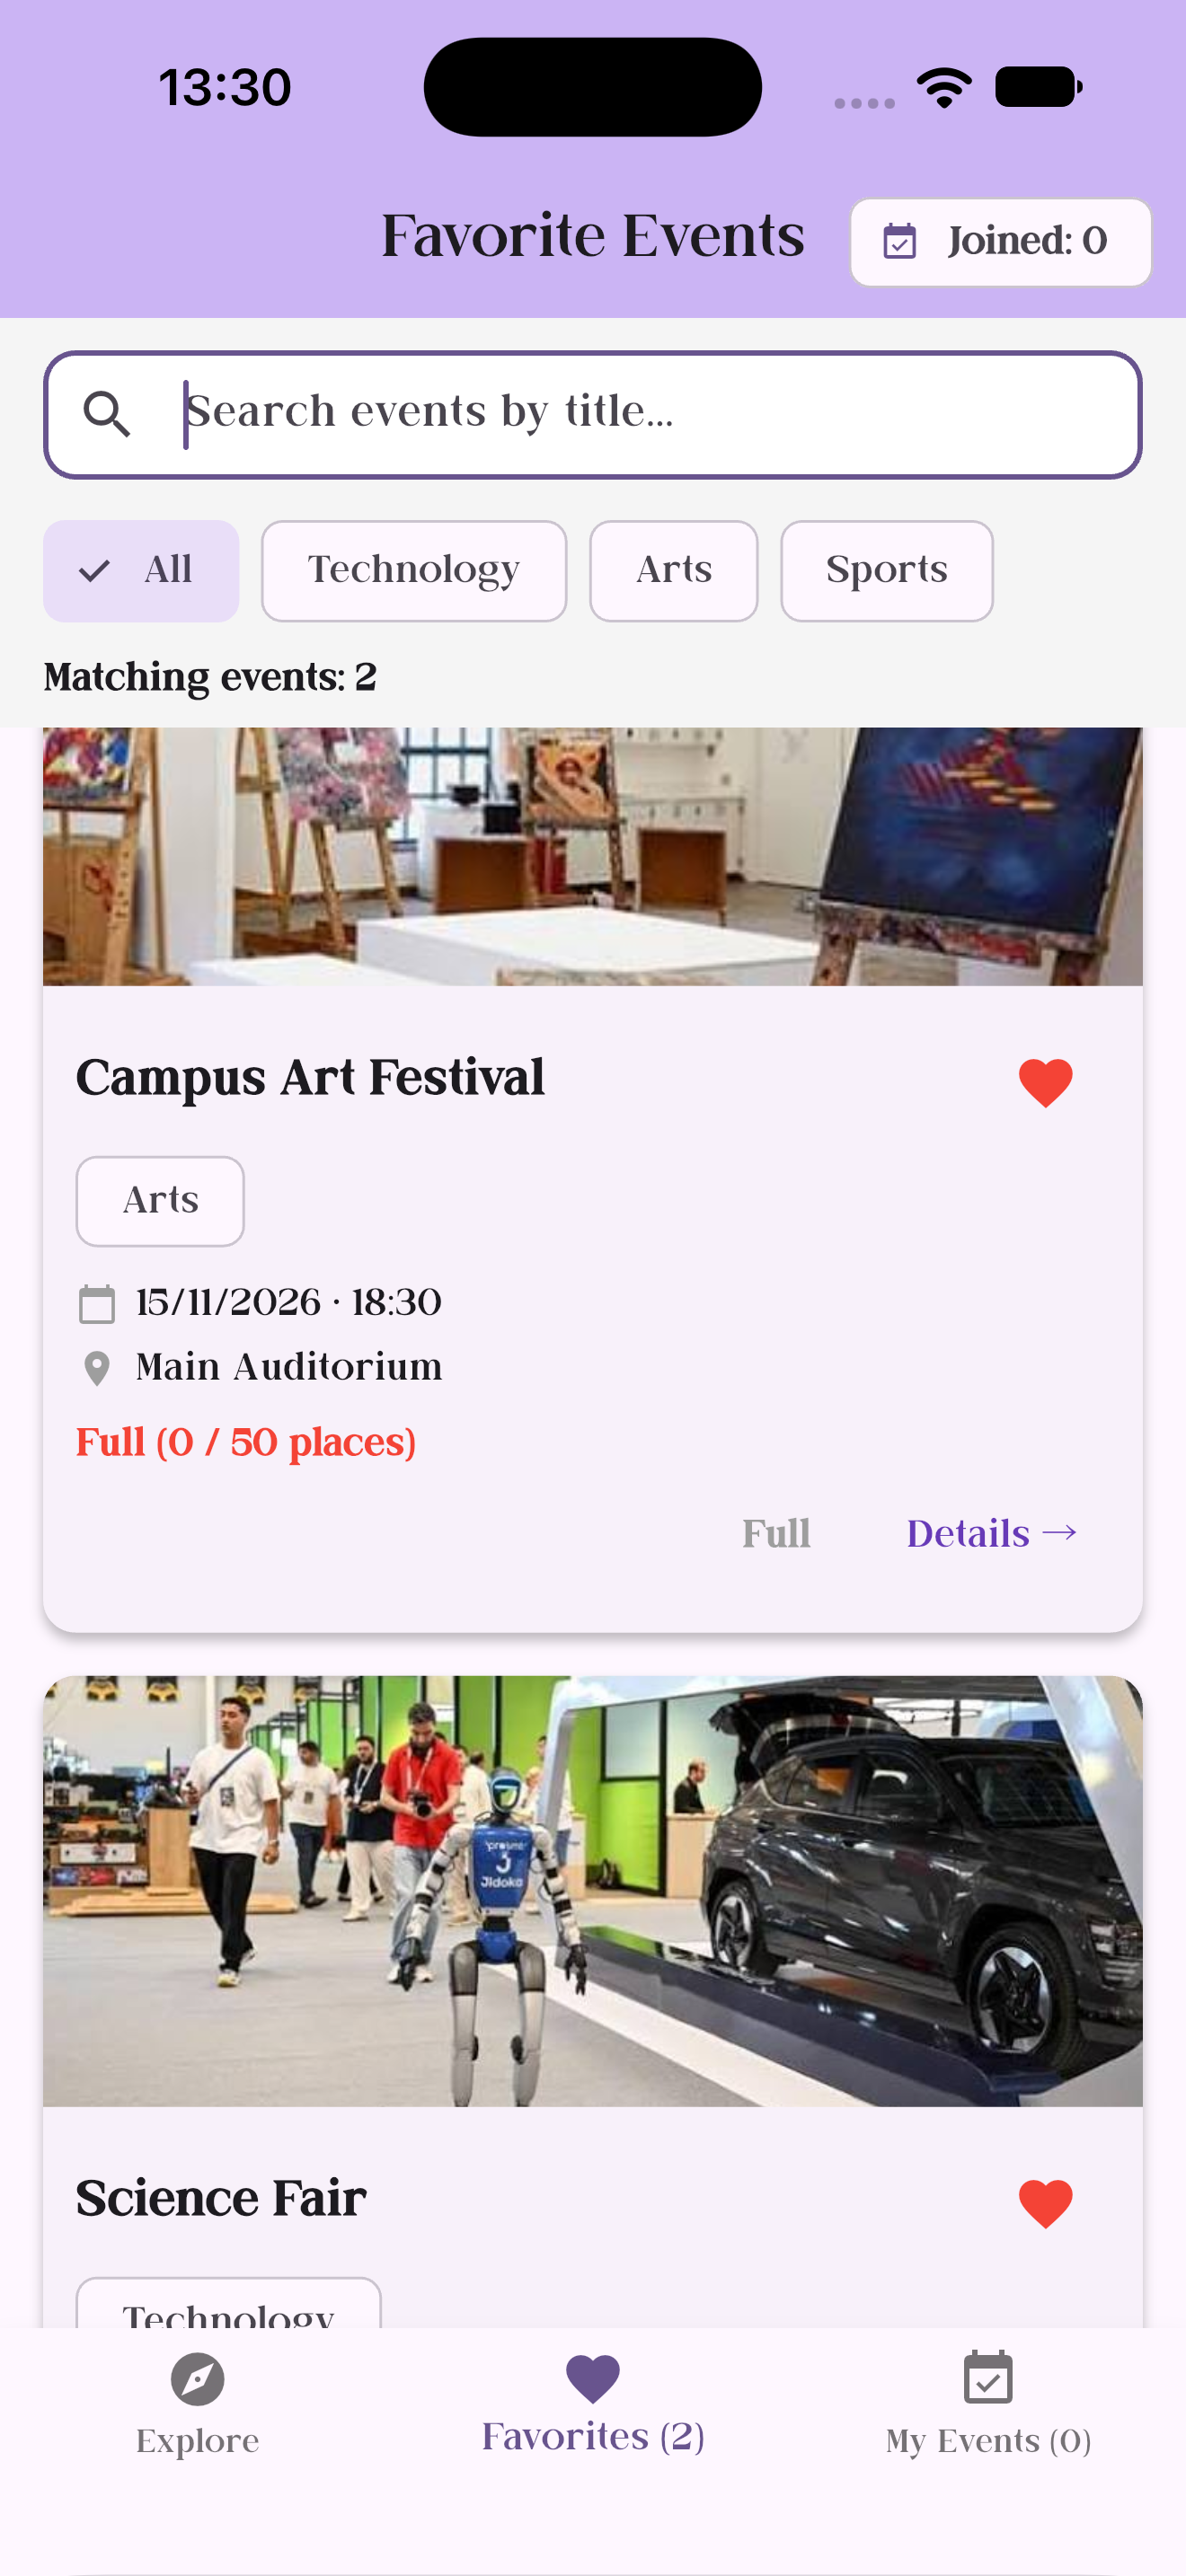 13:30
Favorite Events
Joined: 0
Search events by title...
All
Technology
Arts
Sports
Matching events: 2
Campus Art Festival
Arts
15/11/2026 · 18:30
Main Auditorium
Full (0 / 50 places)
Full
Details →
Jidoka
Science Fair
Technology
Explore
Favorites (2)
My Events (0)